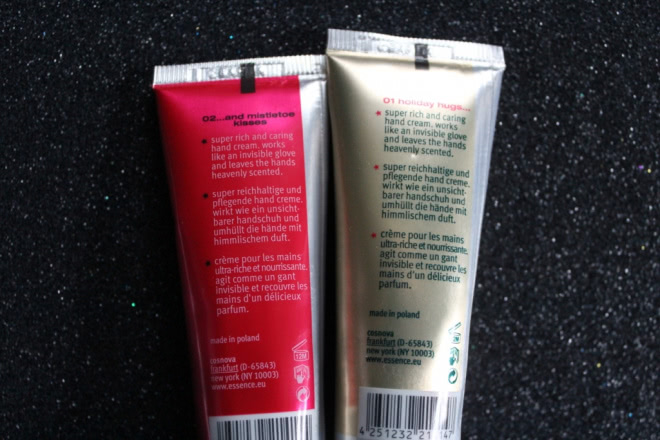 02...and mistletoe
kisses
super rich and caring
hand cream. works
like an invisible glove
and leaves the hands
heavenly scented.
super reichhaltige und
pflegende hand creme.
wirkt wie ein unsicht-
barer handschuh und
umhüllt die hände mit
himmlischem duft.
crème pour les mains
ultra-riche et nourrissante.
agit comme un gant
invisible et recouvre les
mains d'un délicieux
parfum.
made in poland
cosnova
frankfurt (D-65843)
new york (NY 10003)
www.essence.eu
12M
01 holiday hugs...
super rich and caring
hand cream. works
like an invisible glove
and leaves the hands
heavenly scented.
super reichhaltige und
pflegende hand creme.
wirkt wie ein unsicht-
barer handschuh und
umhüllt die hände mit
himmlischem duft.
crème pour les mains
ultra-riche et nourrissante.
agit comme un gant
invisible et recouvre les
mains d'un délicieux
parfum.
made in poland
cosnova
frankfurt (D-65843)
new york (NY 10003)
www.essence.eu